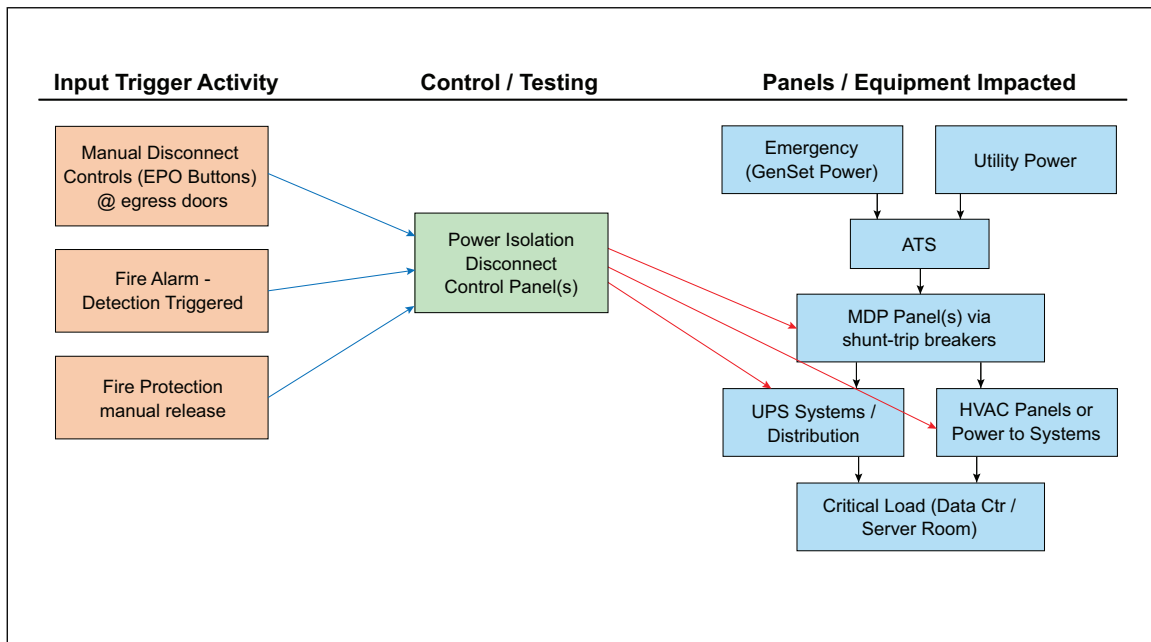 Input Trigger Activity
Control / Testing
Panels / Equipment Impacted
Manual Disconnect
Controls (EPO Buttons)
@ egress doors
Fire Alarm -
Detection Triggered
Fire Protection
manual release
Power Isolation
Disconnect
Control Panel(s)
Emergency
(GenSet Power)
Utility Power
ATS
MDP Panel(s) via
shunt-trip breakers
UPS Systems /
Distribution
HVAC Panels or
Power to Systems
Critical Load (Data Ctr /
Server Room)